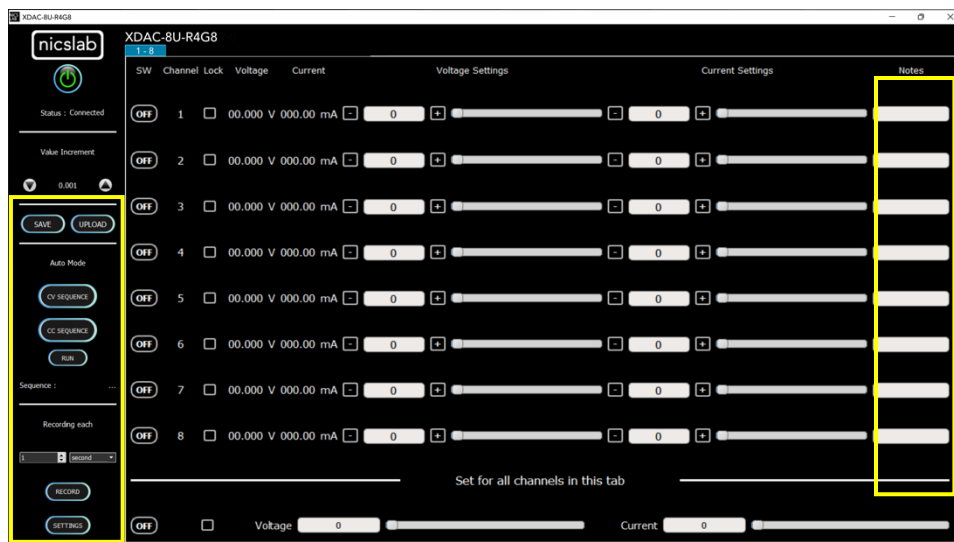 XDAC-8U-R4G8
nicslab
XDAC-8U-R4G8
1 - 8
SW Channel Lock Voltage Current Voltage Settings Current Settings Notes
Status : Connected
Value Increment
0.001
SAVE UPLOAD
Auto Mode
CV SEQUENCE
CC SEQUENCE
RUN
Sequence : ...
Recording each
1 second
RECORD
SETTINGS
OFF 1 00.000 V 000.00 mA - 0 + - 0 +
OFF 2 00.000 V 000.00 mA - 0 + - 0 +
OFF 3 00.000 V 000.00 mA - 0 + - 0 +
OFF 4 00.000 V 000.00 mA - 0 + - 0 +
OFF 5 00.000 V 000.00 mA - 0 + - 0 +
OFF 6 00.000 V 000.00 mA - 0 + - 0 +
OFF 7 00.000 V 000.00 mA - 0 + - 0 +
OFF 8 00.000 V 000.00 mA - 0 + - 0 +
Set for all channels in this tab
OFF Voltage 0 Current 0